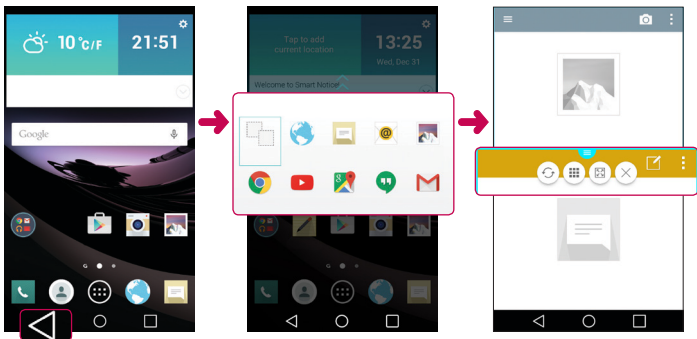 10°C/F
21:51
Google
Tap to add
current location
13:25
Wed, Dec 31
Welcome to Smart Notice!